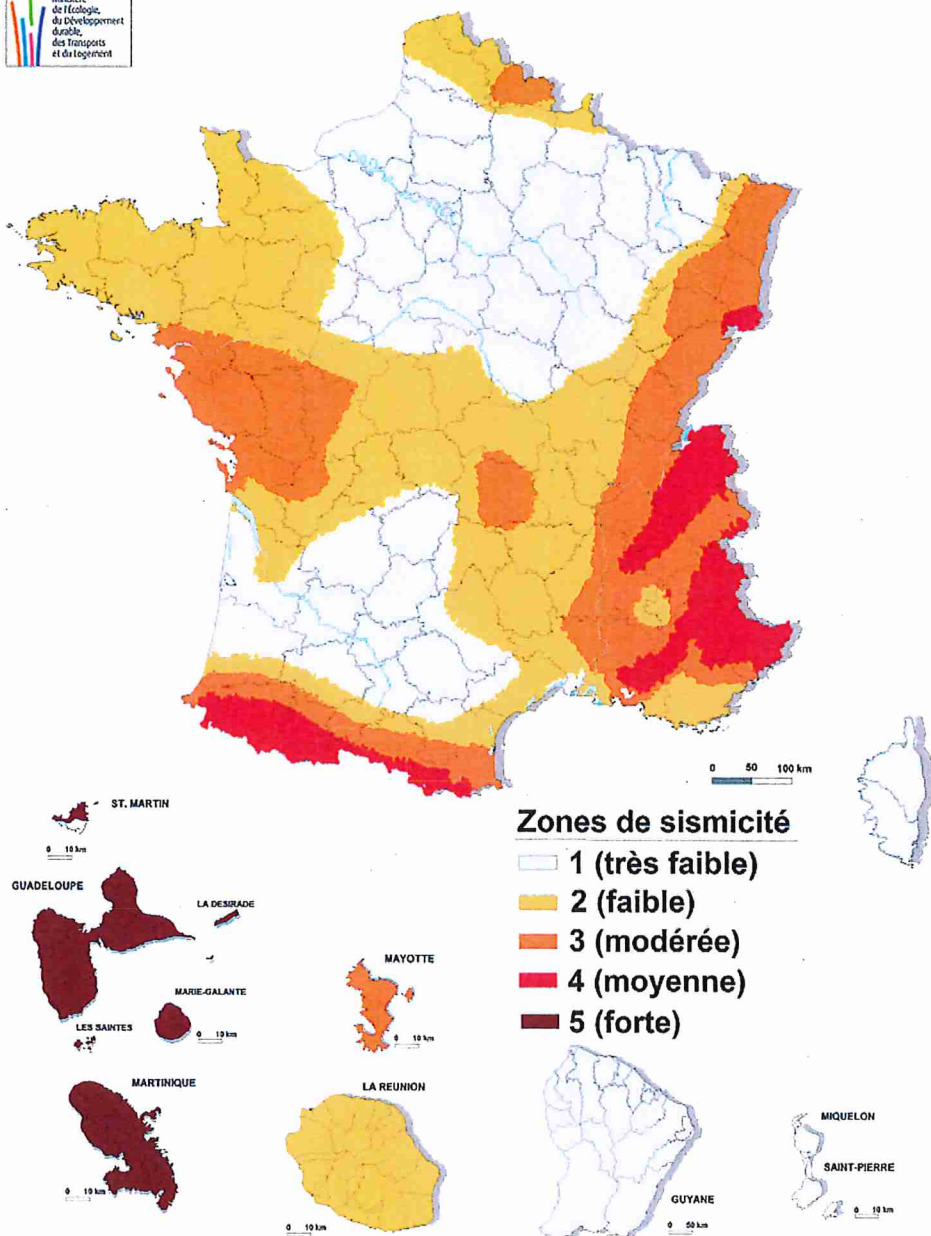 Ministère
de l'Écologie,
du Développement
durable,
des Transports
et du Logement
0 50 100 km
ST. MARTIN
0 10 km
GUADELOUPE
LA DESIRADE
MARIE-GALANTE
0 10 km
LES SAINTES
MAYOTTE
0 10 km
Zones de sismicité
1 (très faible)
2 (faible)
3 (modérée)
4 (moyenne)
5 (forte)
MARTINIQUE
0 10 km
LA REUNION
0 10 km
GUYANE
0 50 km
MIQUELON
SAINT-PIERRE
0 10 km